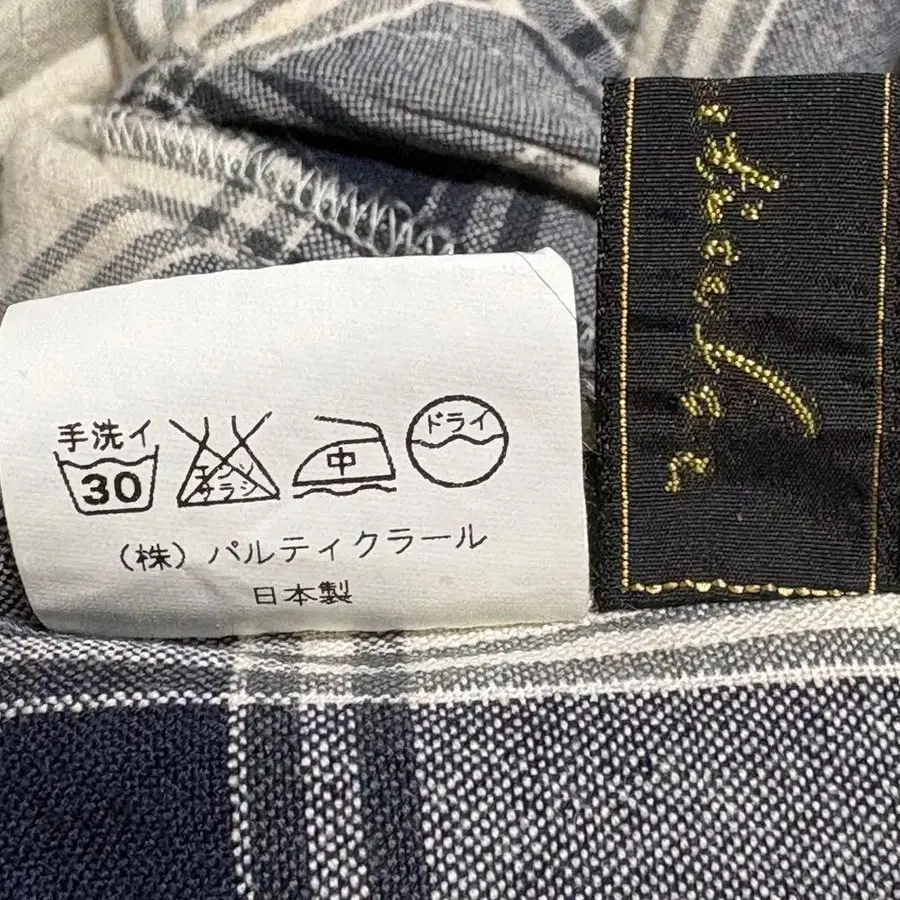 手洗イ
30
エンソ
サラシ
中
ドライ
(株)パルティクラール
日本製